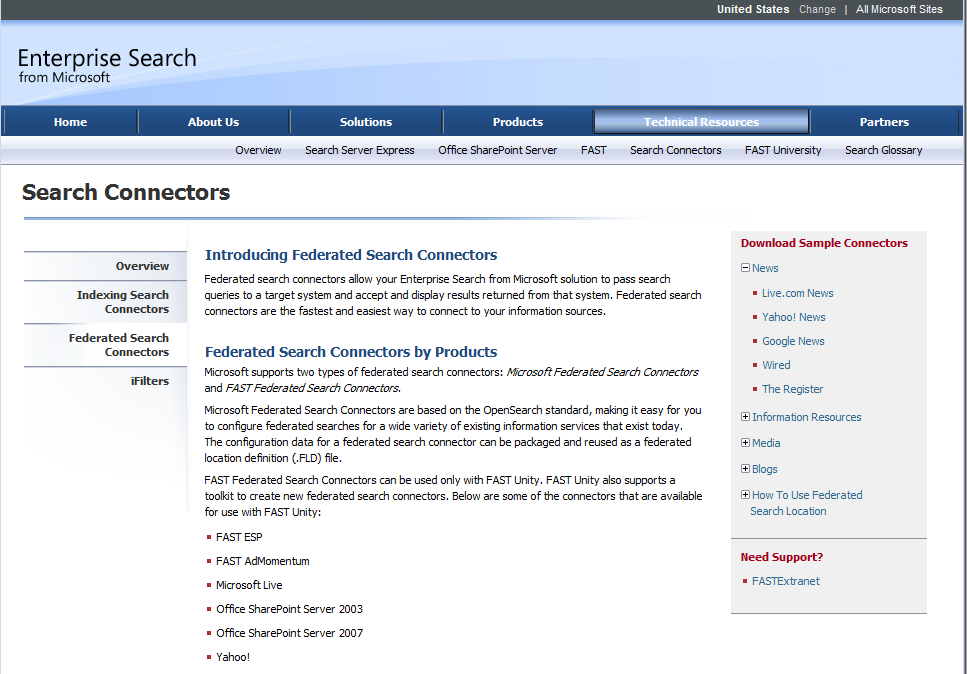 United States Change | All Microsoft Sites
Enterprise Search
from Microsoft
Home About Us Solutions Products Technical Resources Partners
Overview Search Server Express Office SharePoint Server FAST Search Connectors FAST University Search Glossary
Search Connectors
Overview
Indexing Search
Connectors
Federated Search
Connectors
iFilters
Introducing Federated Search Connectors
Federated search connectors allow your Enterprise Search from Microsoft solution to pass search
queries to a target system and accept and display results returned from that system. Federated search
connectors are the fastest and easiest way to connect to your information sources.
Federated Search Connectors by Products
Microsoft supports two types of federated search connectors: Microsoft Federated Search Connectors
and FAST Federated Search Connectors.
Microsoft Federated Search Connectors are based on the OpenSearch standard, making it easy for you
to configure federated searches for a wide variety of existing information services that exist today.
The configuration data for a federated search connector can be packaged and reused as a federated
location definition (.FLD) file.
FAST Federated Search Connectors can be used only with FAST Unity. FAST Unity also supports a
toolkit to create new federated search connectors. Below are some of the connectors that are available
for use with FAST Unity:
FAST ESP
FAST AdMomentum
Microsoft Live
Office SharePoint Server 2003
Office SharePoint Server 2007
Yahoo!
Download Sample Connectors
News
Live.com News
Yahoo! News
Google News
Wired
The Register
Information Resources
Media
Blogs
How To Use Federated
Search Location
Need Support?
FASTExtranet